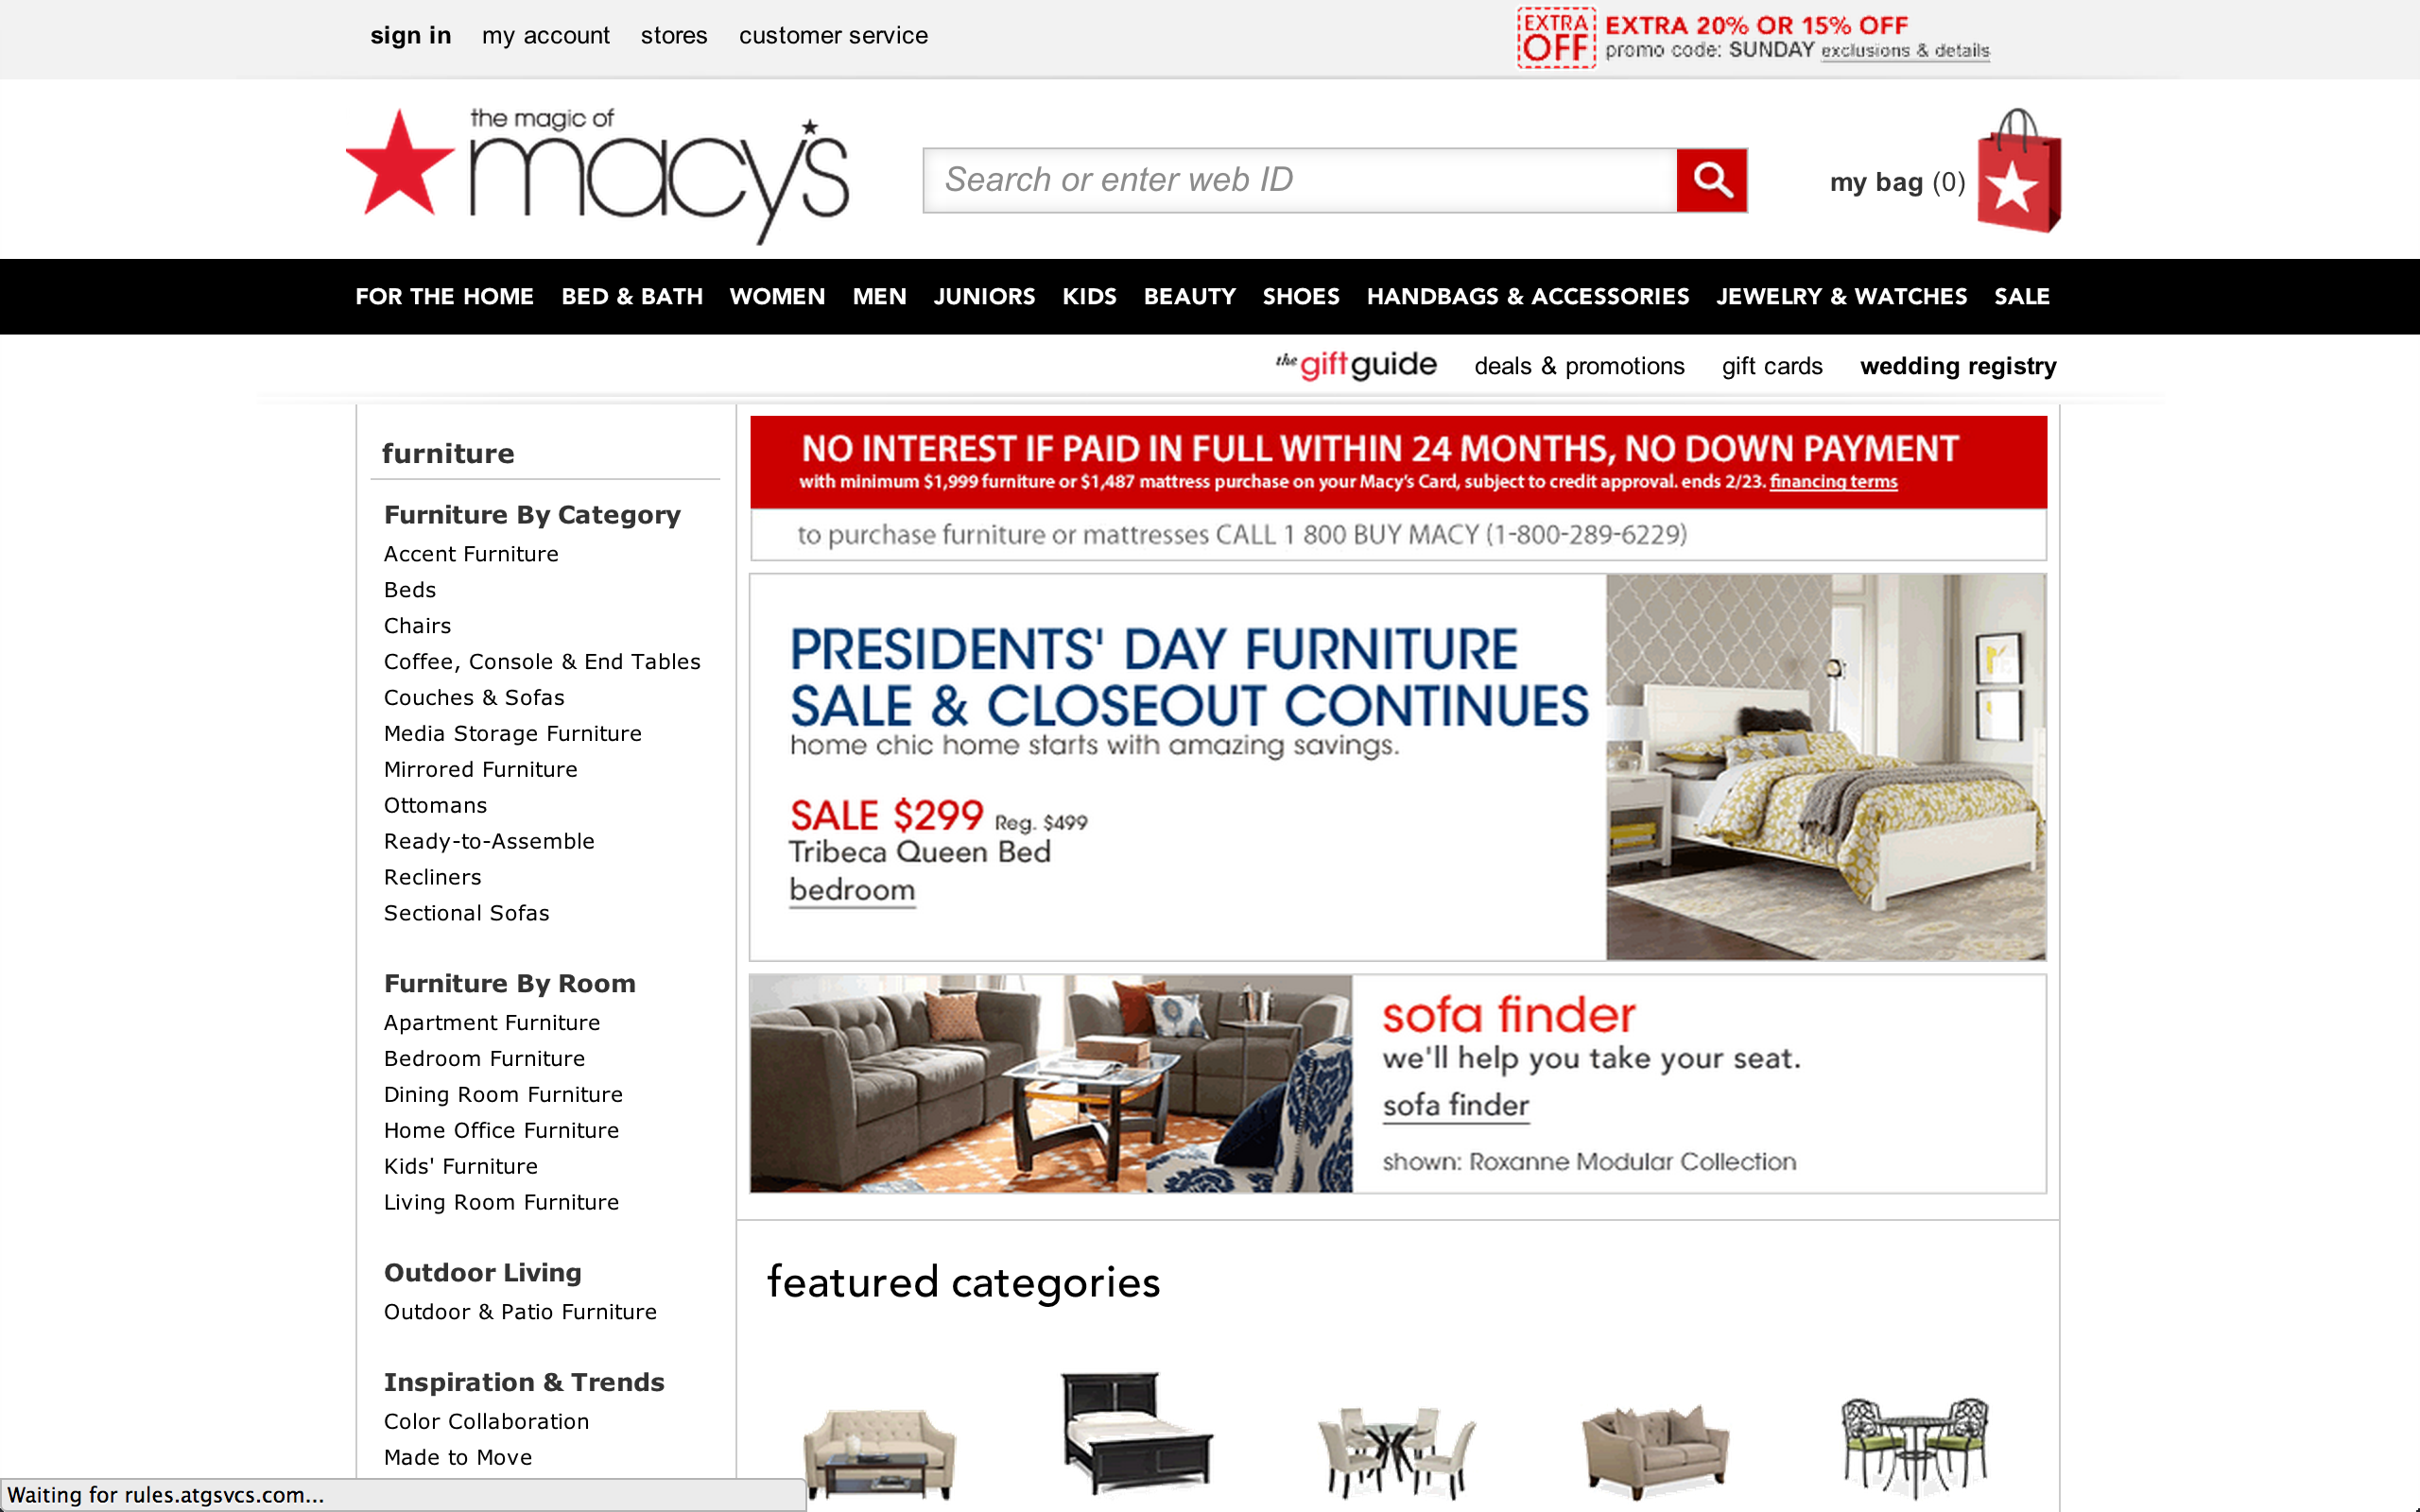 sign in my account stores customer service
EXTRA OFF
EXTRA 20% OR 15% OFF
promo code: SUNDAY exclusions & details
the magic of
macy's
Search or enter web ID
my bag (0)
FOR THE HOME BED & BATH WOMEN MEN JUNIORS KIDS BEAUTY SHOES HANDBAGS & ACCESSORIES JEWELRY & WATCHES SALE
the gift guide deals & promotions gift cards wedding registry
furniture
Furniture By Category
Accent Furniture
Beds
Chairs
Coffee, Console & End Tables
Couches & Sofas
Media Storage Furniture
Mirrored Furniture
Ottomans
Ready-to-Assemble
Recliners
Sectional Sofas
Furniture By Room
Apartment Furniture
Bedroom Furniture
Dining Room Furniture
Home Office Furniture
Kids' Furniture
Living Room Furniture
Outdoor Living
Outdoor & Patio Furniture
Inspiration & Trends
Color Collaboration
Made to Move
NO INTEREST IF PAID IN FULL WITHIN 24 MONTHS, NO DOWN PAYMENT
with minimum $1,999 furniture or $1,487 mattress purchase on your Macy's Card, subject to credit approval. ends 2/23. financing terms
to purchase furniture or mattresses CALL 1 800 BUY MACY (1-800-289-6229)
PRESIDENTS' DAY FURNITURE
SALE & CLOSEOUT CONTINUES
home chic home starts with amazing savings.
SALE $299 Reg. $499
Tribeca Queen Bed
bedroom
sofa finder
we'll help you take your seat.
sofa finder
shown: Roxanne Modular Collection
featured categories
Waiting for rules.atgsvcs.com...